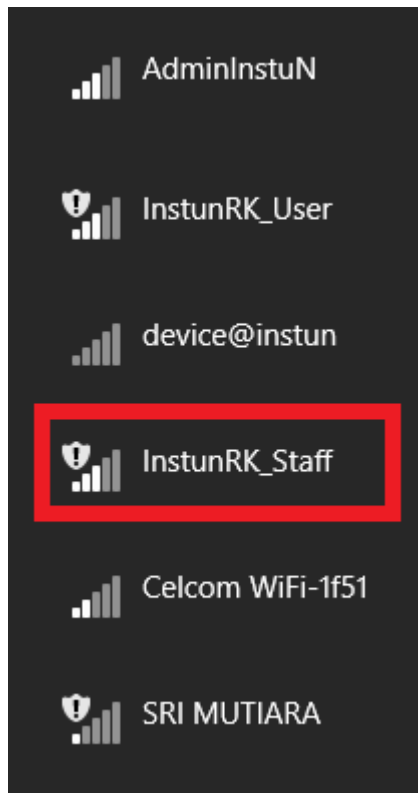 AdminInstuN
InstunRK_User
device@instun
InstunRK_Staff
Celcom WiFi-1f51
SRI MUTIARA